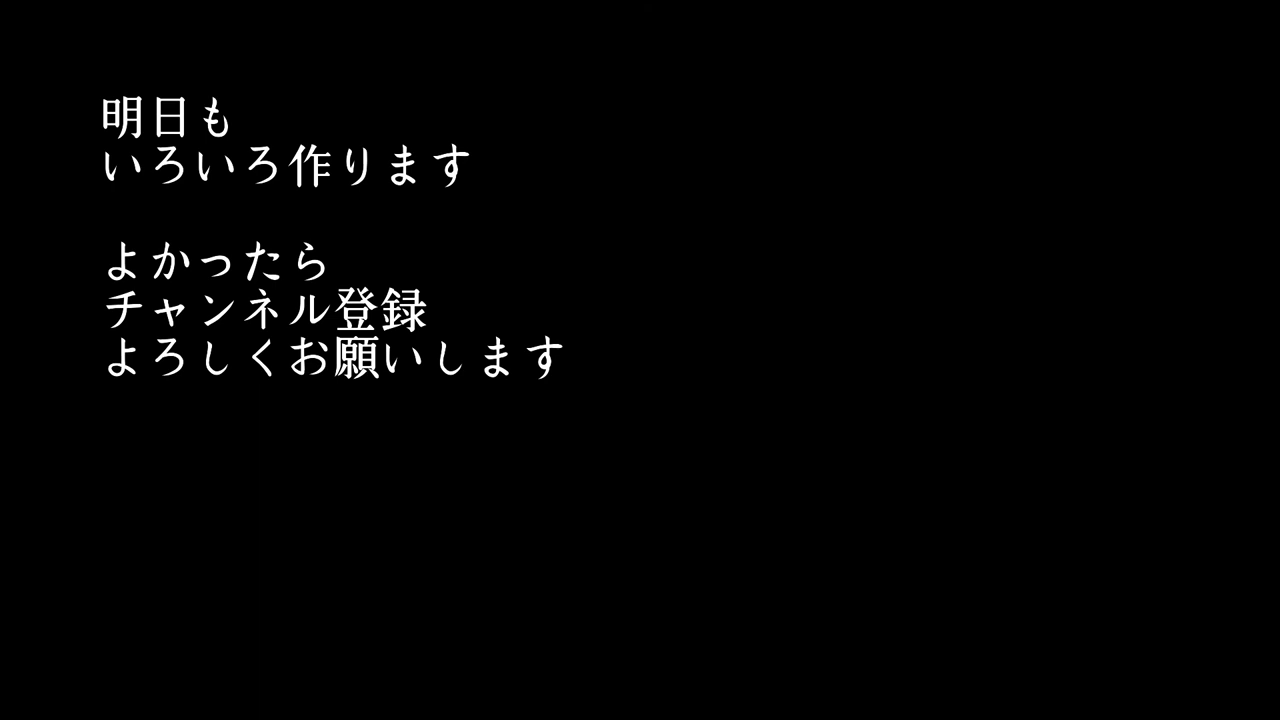 明日も
いろいろ作ります
よかったら
チャンネル登録
よろしくお願いします